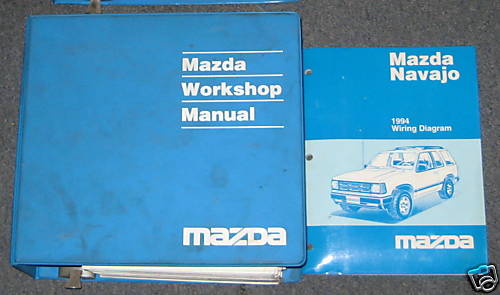 Mazda
Workshop
Manual
mazda
Mazda
Navajo
1994
Wiring Diagram
mazda